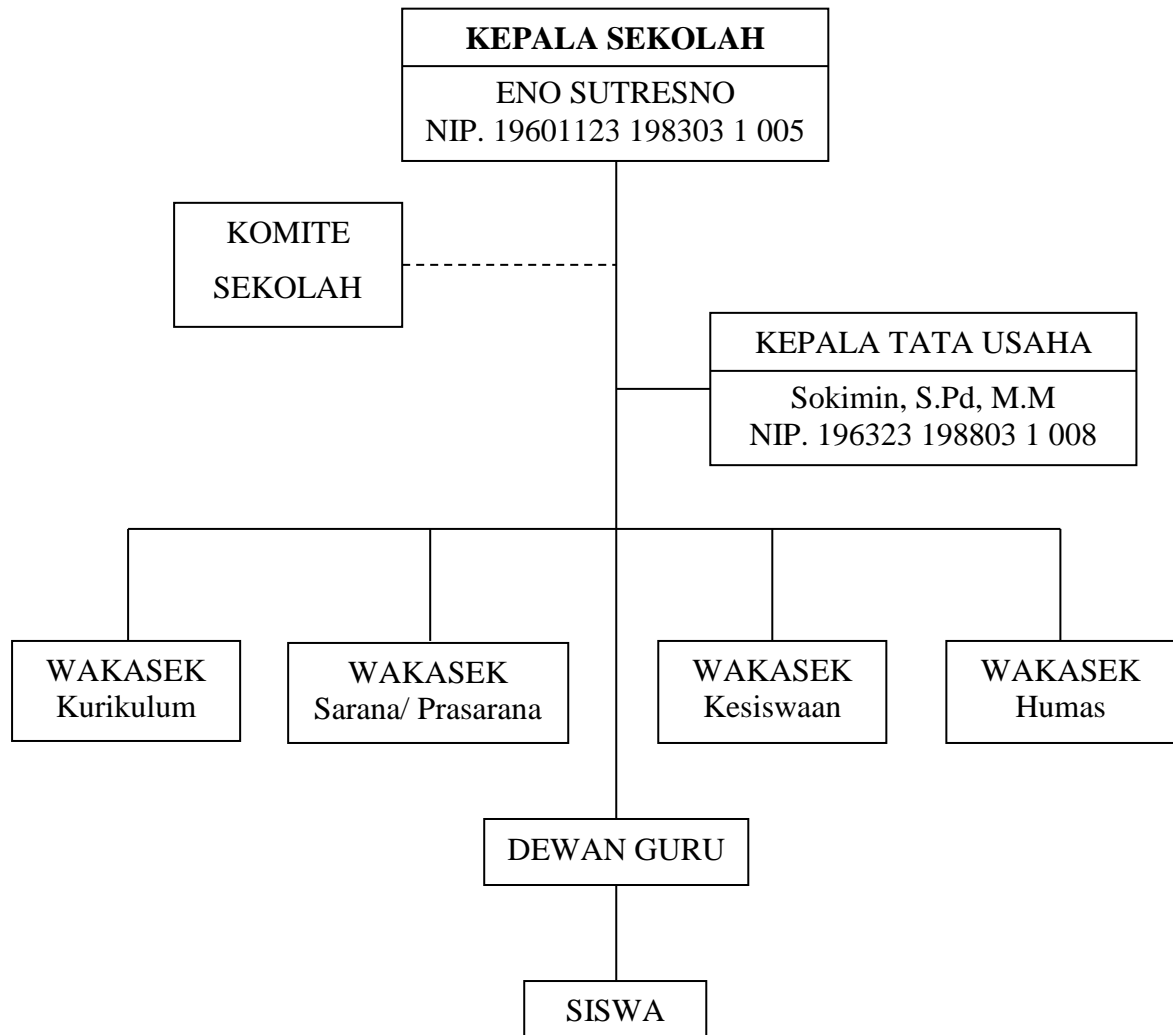 KEPALA SEKOLAH
ENO SUTRESNO
NIP. 19601123 198303 1 005
KOMITE
SEKOLAH
KEPALA TATA USAHA
Sokimin, S.Pd, M.M
NIP. 196323 198803 1 008
WAKASEK
Kurikulum
WAKASEK
Sarana/ Prasarana
WAKASEK
Kesiswaan
WAKASEK
Humas
DEWAN GURU
SISWA